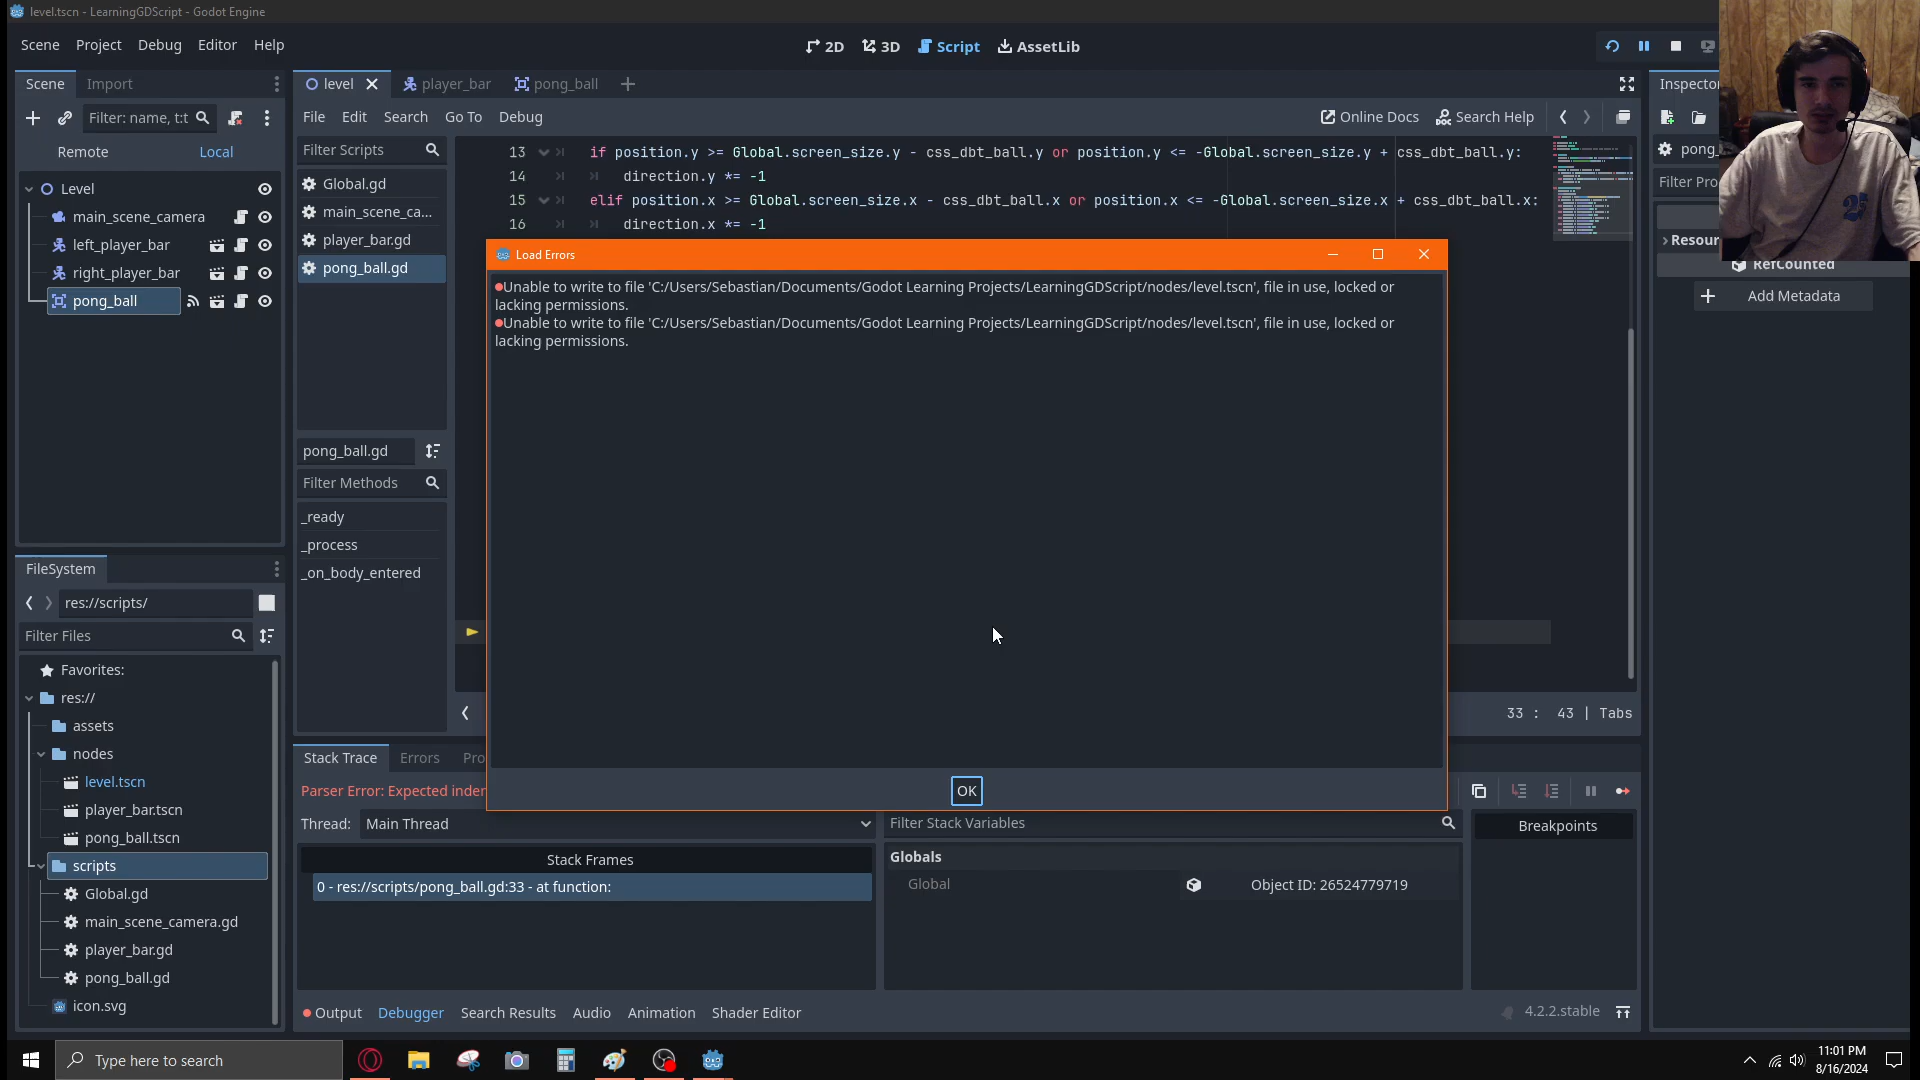 level.tscn - LearningGDScript - Godot Engine
Scene Project Debug Editor Help
2D 3D Script AssetLib
Scene Import
level player_bar pong_ball
Inspector
Filter: name, t:t
File Edit Search Go To Debug
Online Docs Search Help
Remote Local
Filter Scripts
Level
main_scene_camera
left_player_bar
right_player_bar
pong_ball
Global.gd
main_scene_ca...
player_bar.gd
pong_ball.gd
13 if position.y >= Global.screen_size.y - css_dbt_ball.y or position.y <= -Global.screen_size.y + css_dbt_ball.y:
14 direction.y *= -1
15 elif position.x >= Global.screen_size.x - css_dbt_ball.x or position.x <= -Global.screen_size.x + css_dbt_ball.x:
16 direction.x *= -1
pong_
Filter Pro
Resour
RefCounted
Add Metadata
Load Errors
Unable to write to file 'C:/Users/Sebastian/Documents/Godot Learning Projects/LearningGDScript/nodes/level.tscn', file in use, locked or
lacking permissions.
Unable to write to file 'C:/Users/Sebastian/Documents/Godot Learning Projects/LearningGDScript/nodes/level.tscn', file in use, locked or
lacking permissions.
OK
pong_ball.gd
Filter Methods
_ready
_process
_on_body_entered
33 : 43 | Tabs
FileSystem
res://scripts/
Filter Files
Favorites:
res://
assets
nodes
level.tscn
player_bar.tscn
pong_ball.tscn
scripts
Global.gd
main_scene_camera.gd
player_bar.gd
pong_ball.gd
icon.svg
Stack Trace Errors Pro
Parser Error: Expected inder
Thread: Main Thread
Stack Frames
0 - res://scripts/pong_ball.gd:33 - at function:
Filter Stack Variables
Globals
Global Object ID: 26524779719
Breakpoints
Output Debugger Search Results Audio Animation Shader Editor
4.2.2.stable
Type here to search
11:01 PM
8/16/2024